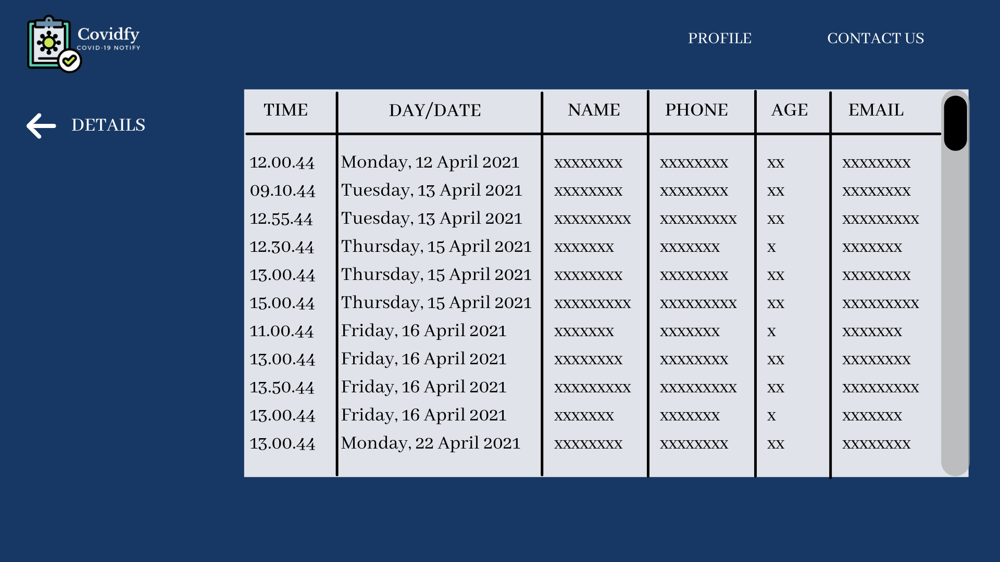 Covidfy
COVID-19 NOTIFY
PROFILE
CONTACT US
DETAILS
TIME DAY/DATE NAME PHONE AGE EMAIL
12.00.44 Monday, 12 April 2021 xxxxxxxx xxxxxxxx xx xxxxxxxx
09.10.44 Tuesday, 13 April 2021 xxxxxxxx xxxxxxxx xx xxxxxxxx
12.55.44 Tuesday, 13 April 2021 xxxxxxxxx xxxxxxxxx xx xxxxxxxxx
12.30.44 Thursday, 15 April 2021 xxxxxxx xxxxxxx x xxxxxxx
13.00.44 Thursday, 15 April 2021 xxxxxxxx xxxxxxxx xx xxxxxxxx
15.00.44 Thursday, 15 April 2021 xxxxxxxxx xxxxxxxxx xx xxxxxxxxx
11.00.44 Friday, 16 April 2021 xxxxxxx xxxxxxx x xxxxxxx
13.00.44 Friday, 16 April 2021 xxxxxxxx xxxxxxxx xx xxxxxxxx
13.50.44 Friday, 16 April 2021 xxxxxxxxx xxxxxxxxx xx xxxxxxxxx
13.00.44 Friday, 16 April 2021 xxxxxxx xxxxxxx x xxxxxxx
13.00.44 Monday, 22 April 2021 xxxxxxxx xxxxxxxx xx xxxxxxxx